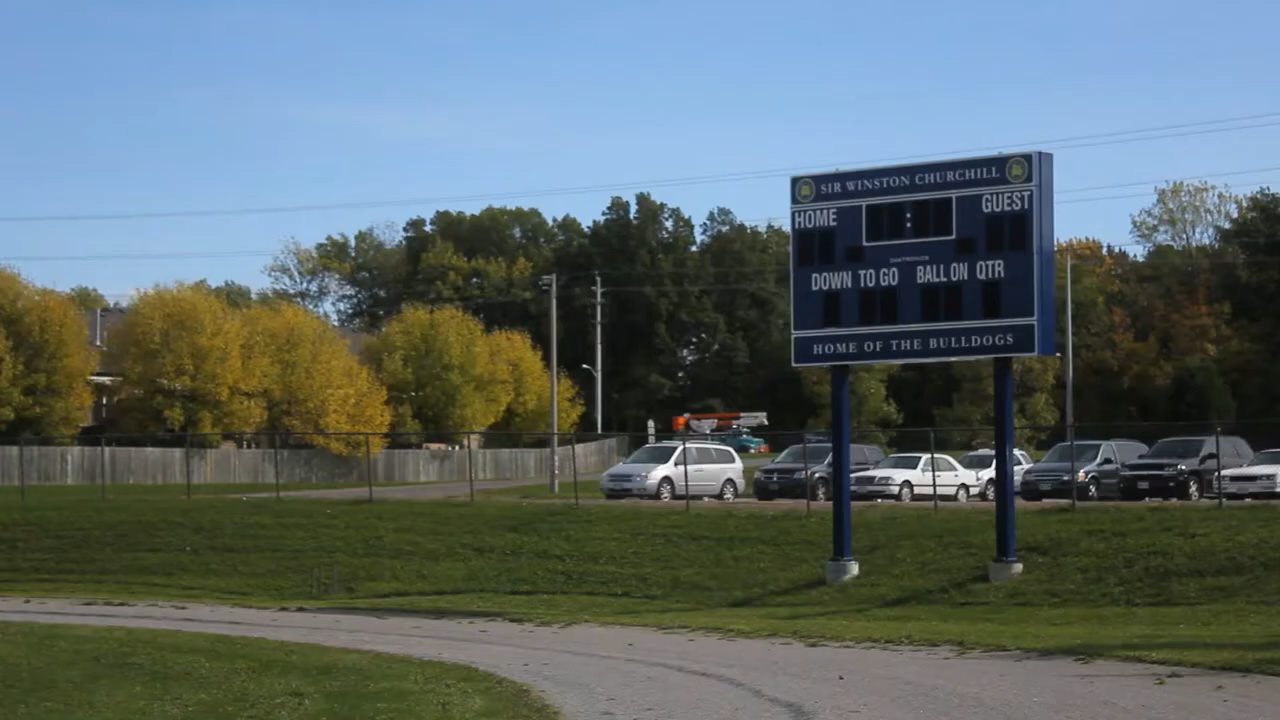 SIR WINSTON CHURCHILL
HOME GUEST
DOWN TO GO BALL ON QTR
HOME OF THE BULLDOGS